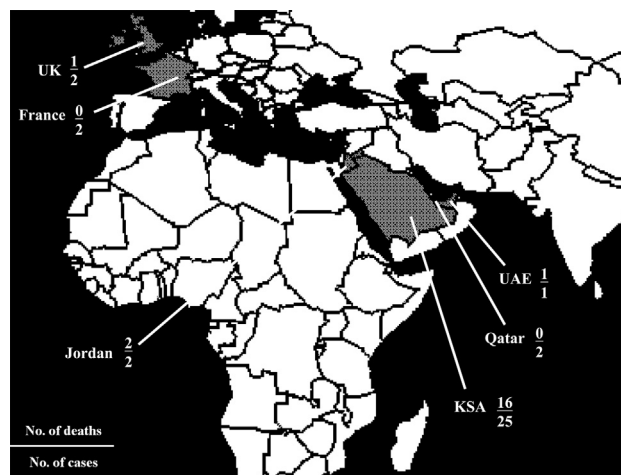 UK 1/2
France 0/2
UAE 1/1
Qatar 0/2
Jordan 2/2
KSA 16/25
No. of deaths
No. of cases